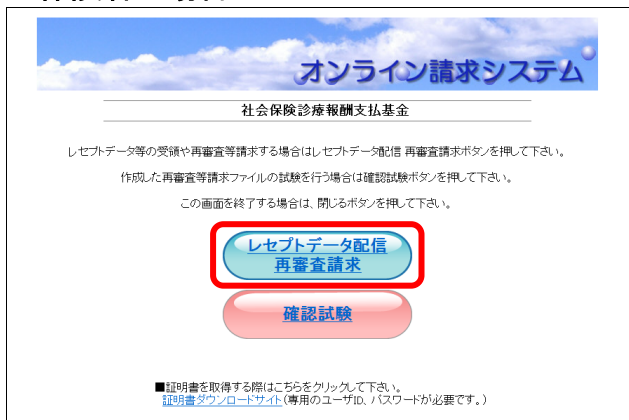 オンライン請求システム
社会保険診療報酬支払基金
レセプトデータ等の受領や再審査等請求する場合はレセプトデータ配信 再審査請求ボタンを押して下さい。
作成した再審査等請求ファイルの試験を行う場合は確認試験ボタンを押して下さい。
この画面を終了する場合は、閉じるボタンを押して下さい。
レセプトデータ配信
再審査請求
確認試験
■証明書を取得する際はこちらをクリックして下さい。
証明書ダウンロードサイト(専用のユーザID、パスワードが必要です。)